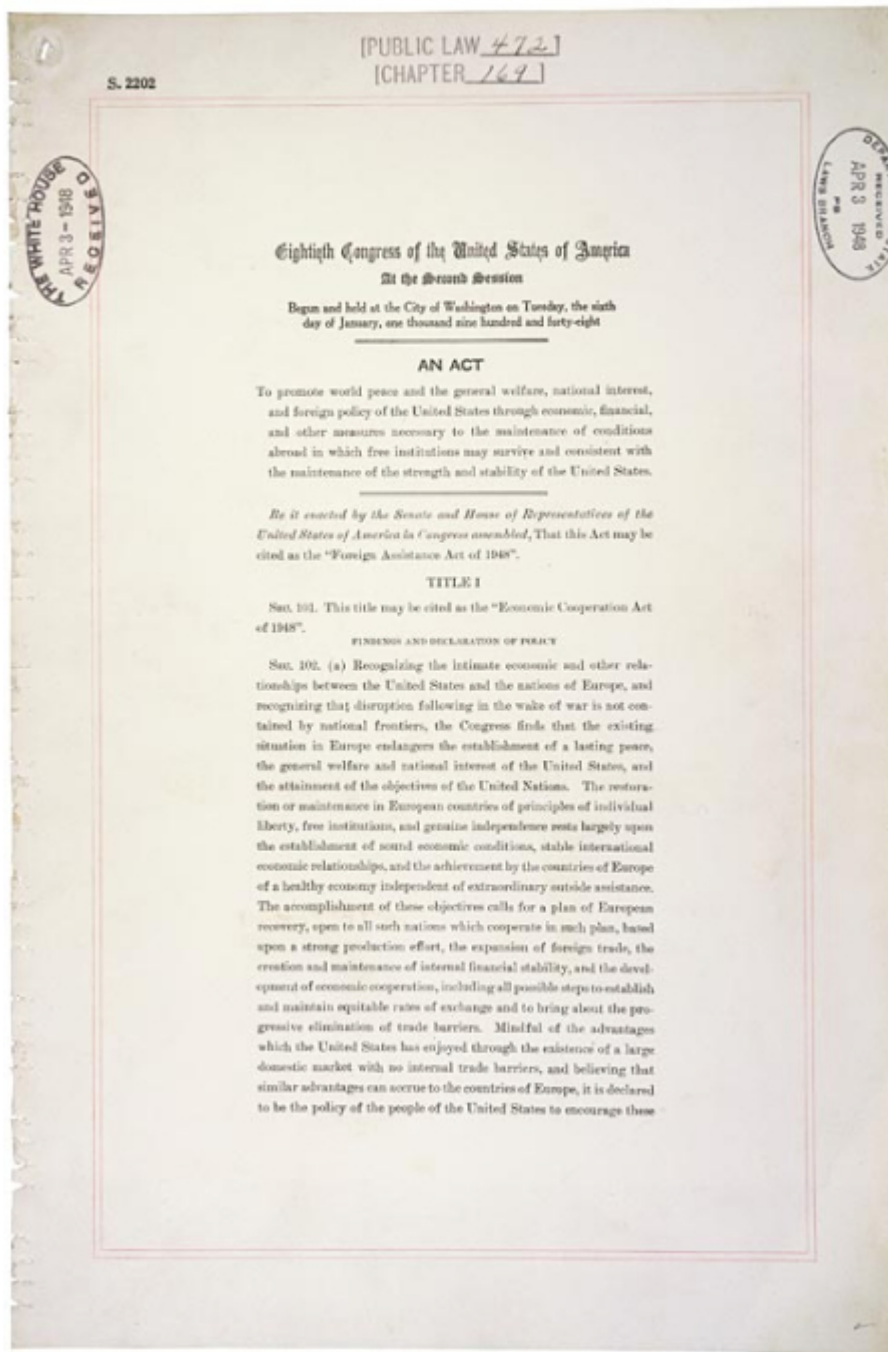 [PUBLIC LAW 472]
[CHAPTER 169]
S. 2202
THE WHITE HOUSE
APR 3-1948
RECEIVED
RECEIVED
APR 3 1948
LAWS BRANCH
Eightieth Congress of the United States of America
At the Second Session
Begun and held at the City of Washington on Tuesday, the sixth
day of January, one thousand nine hundred and forty-eight
AN ACT
To promote world peace and the general welfare, national interest,
and foreign policy of the United States through economic, financial,
and other measures necessary to the maintenance of conditions
abroad in which free institutions may survive and consistent with
the maintenance of the strength and stability of the United States.
Be it enacted by the Senate and House of Representatives of the
United States of America in Congress assembled, That this Act may be
cited as the “Foreign Assistance Act of 1948”.
TITLE I
SEC. 101. This title may be cited as the “Economic Cooperation Act
of 1948”.
FINDINGS AND DECLARATION OF POLICY
SEC. 102. (a) Recognizing the intimate economic and other rela-
tionships between the United States and the nations of Europe, and
recognizing that disruption following in the wake of war is not con-
tained by national frontiers, the Congress finds that the existing
situation in Europe endangers the establishment of a lasting peace,
the general welfare and national interest of the United States, and
the attainment of the objectives of the United Nations. The restora-
tion or maintenance in European countries of principles of individual
liberty, free institutions, and genuine independence rests largely upon
the establishment of sound economic conditions, stable international
economic relationships, and the achievement by the countries of Europe
of a healthy economy independent of extraordinary outside assistance.
The accomplishment of these objectives calls for a plan of European
recovery, open to all such nations which cooperate in such plan, based
upon a strong production effort, the expansion of foreign trade, the
creation and maintenance of internal financial stability, and the devel-
opment of economic cooperation, including all possible steps to establish
and maintain equitable rates of exchange and to bring about the pro-
gressive elimination of trade barriers. Mindful of the advantages
which the United States has enjoyed through the existence of a large
domestic market with no internal trade barriers, and believing that
similar advantages can accrue to the countries of Europe, it is declared
to be the policy of the people of the United States to encourage these